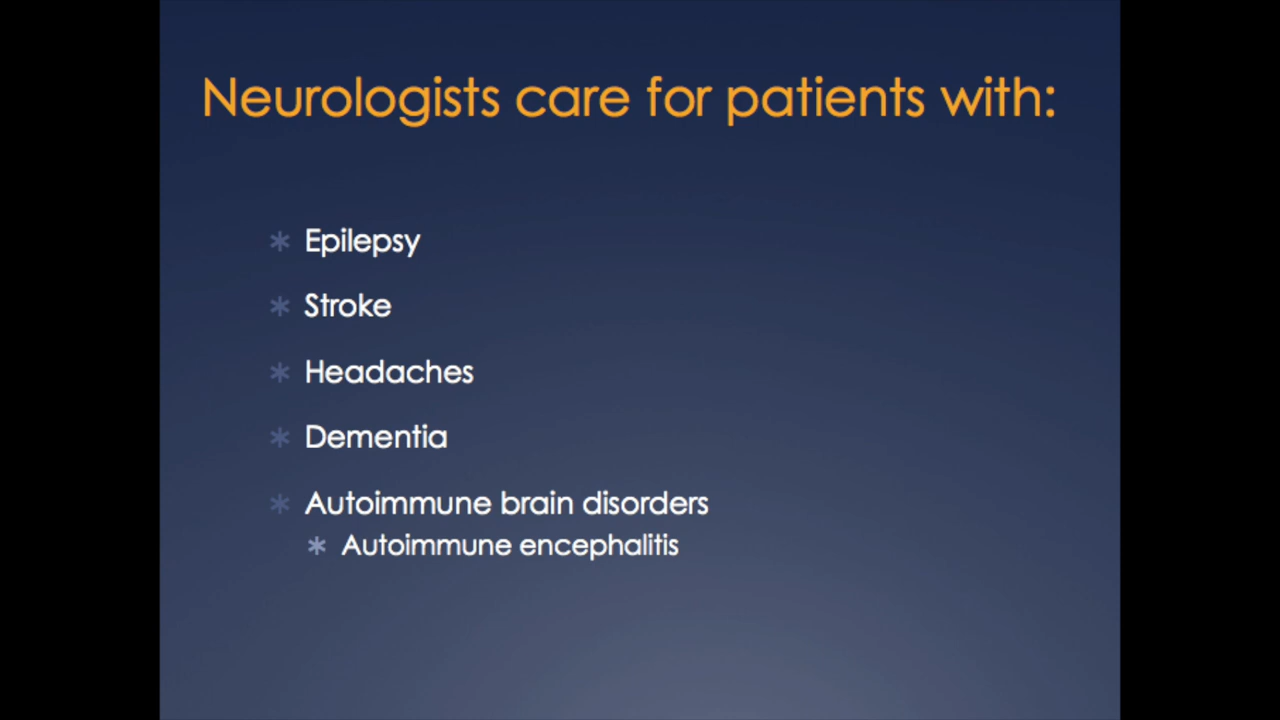 Neurologists care for patients with:
Epilepsy
Stroke
Headaches
Dementia
Autoimmune brain disorders
Autoimmune encephalitis